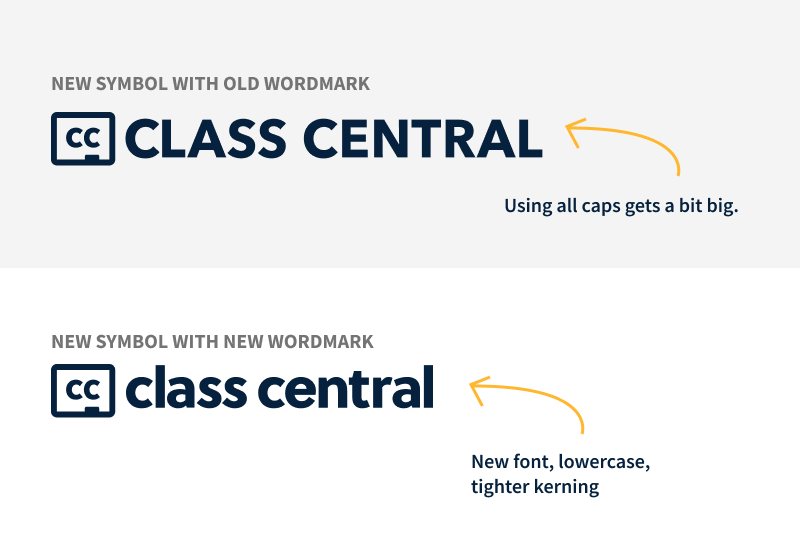 NEW SYMBOL WITH OLD WORDMARK
CC CLASS CENTRAL
Using all caps gets a bit big.
NEW SYMBOL WITH NEW WORDMARK
CC class central
New font, lowercase,
tighter kerning